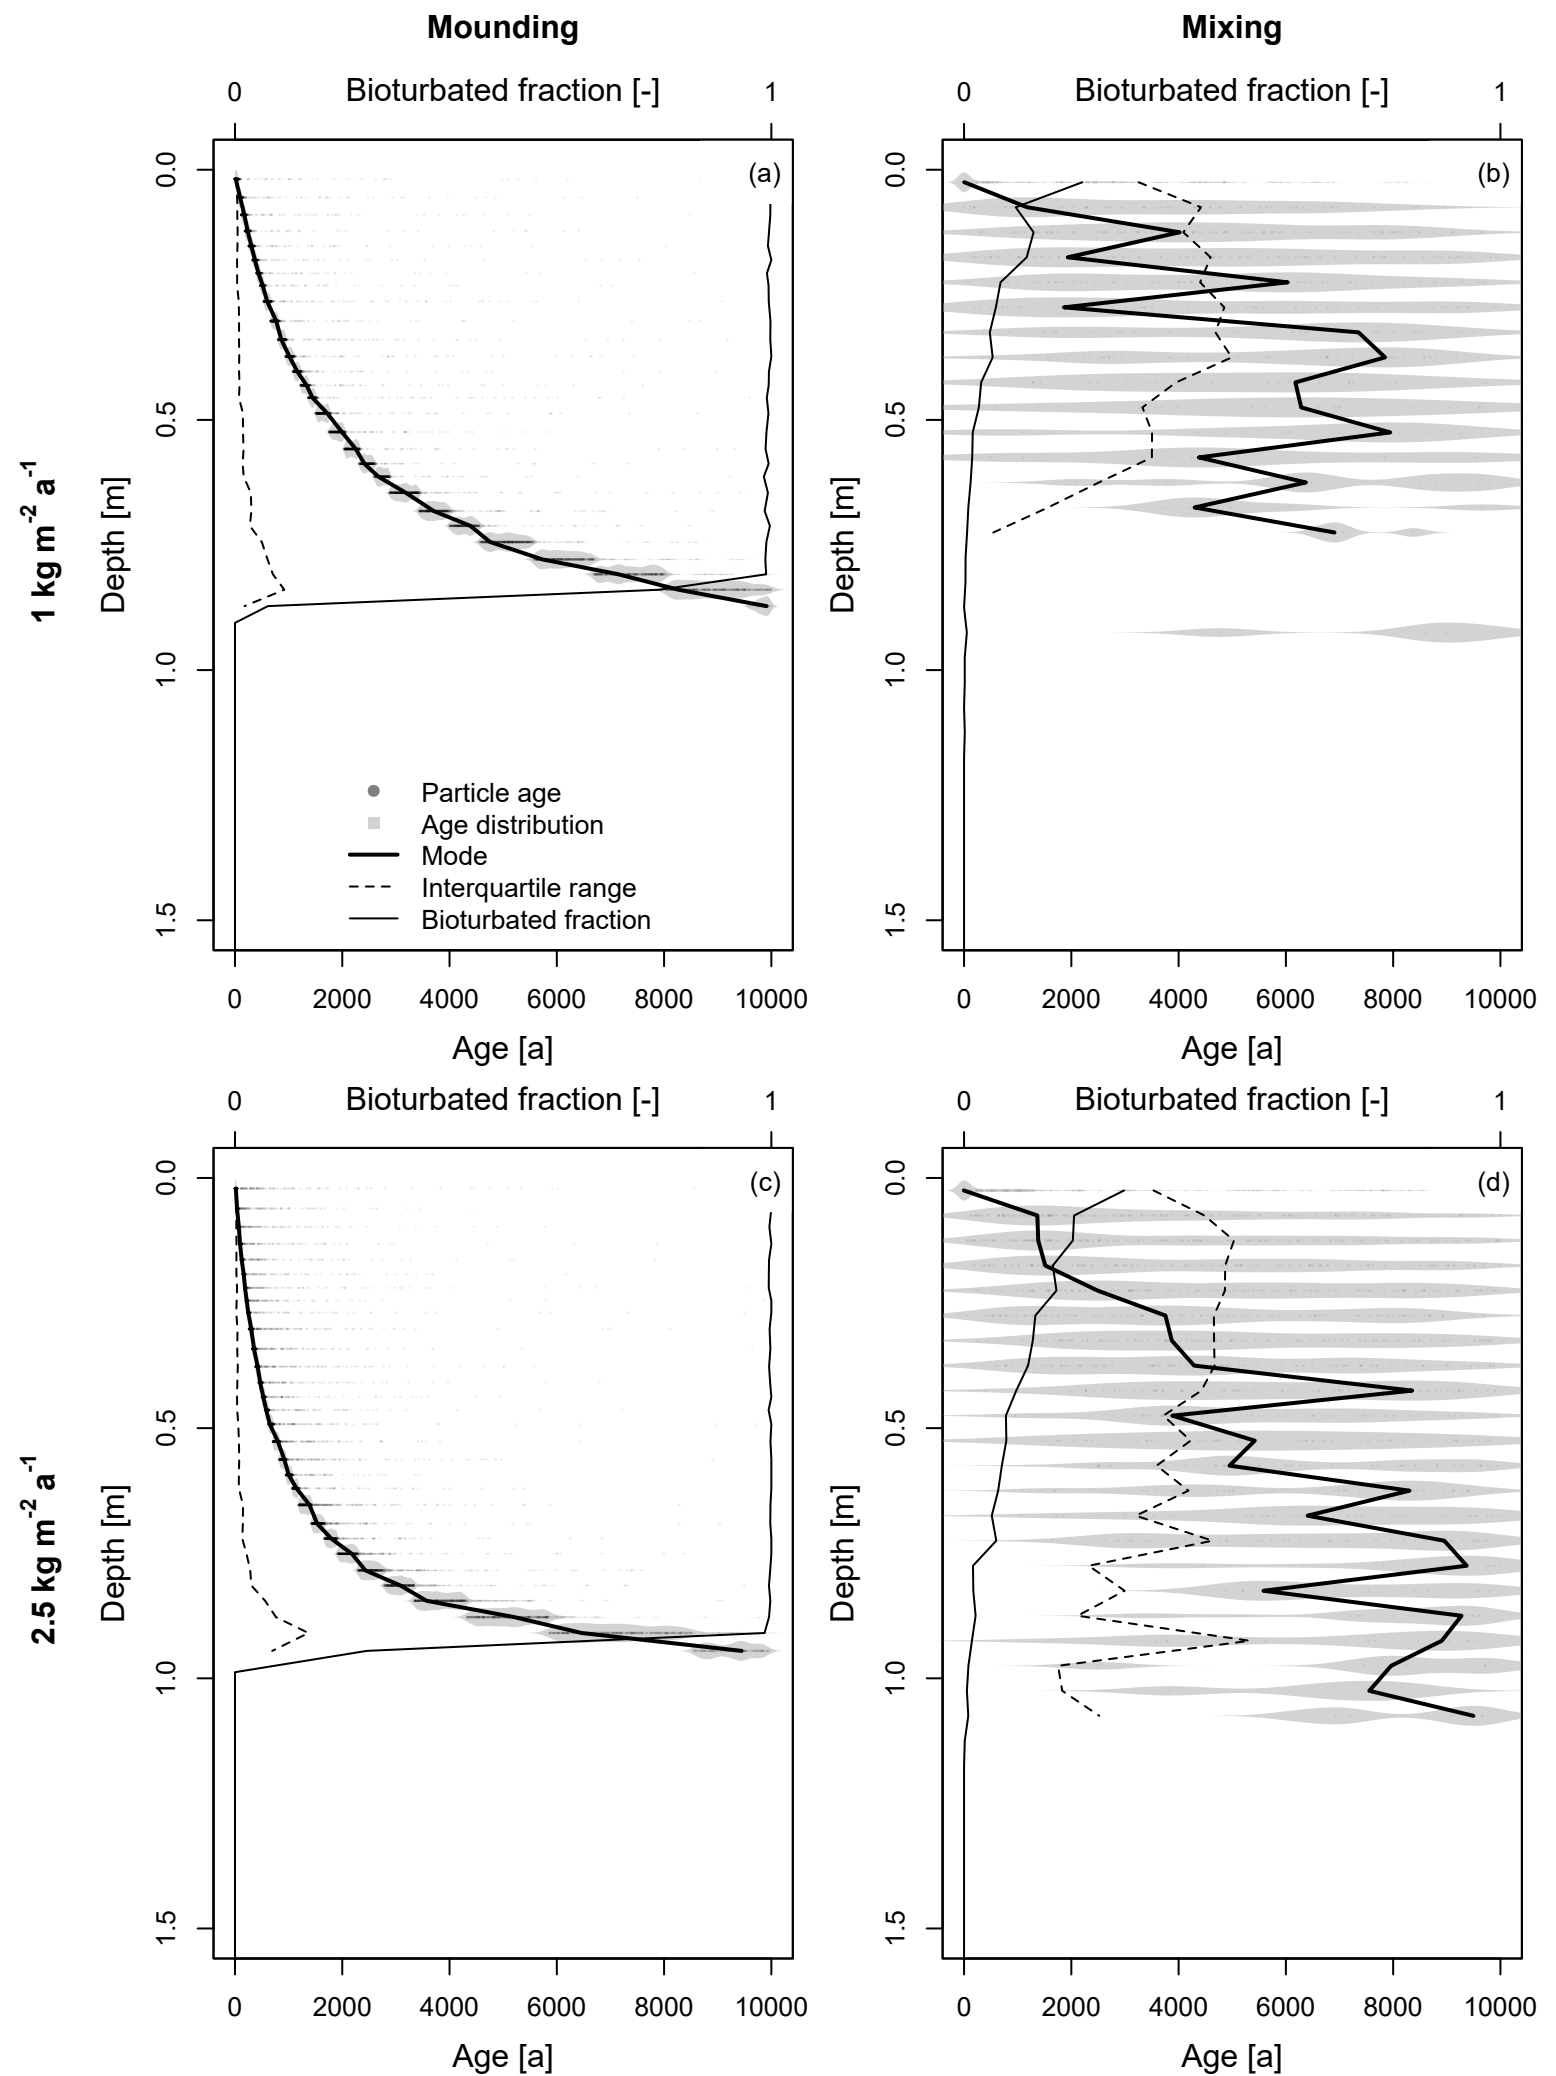 Mounding
Mixing
0 Bioturbated fraction [-] 1
0 Bioturbated fraction [-] 1
1 kg m-2 a-1
Depth [m]
0.0
0.5
1.0
1.5
(a)
Particle age
Age distribution
Mode
Interquartile range
Bioturbated fraction
0 2000 4000 6000 8000 10000
Age [a]
Depth [m]
0.0
0.5
1.0
1.5
(b)
0 2000 4000 6000 8000 10000
Age [a]
0 Bioturbated fraction [-] 1
0 Bioturbated fraction [-] 1
2.5 kg m-2 a-1
Depth [m]
0.0
0.5
1.0
1.5
(c)
0 2000 4000 6000 8000 10000
Age [a]
Depth [m]
0.0
0.5
1.0
1.5
(d)
0 2000 4000 6000 8000 10000
Age [a]